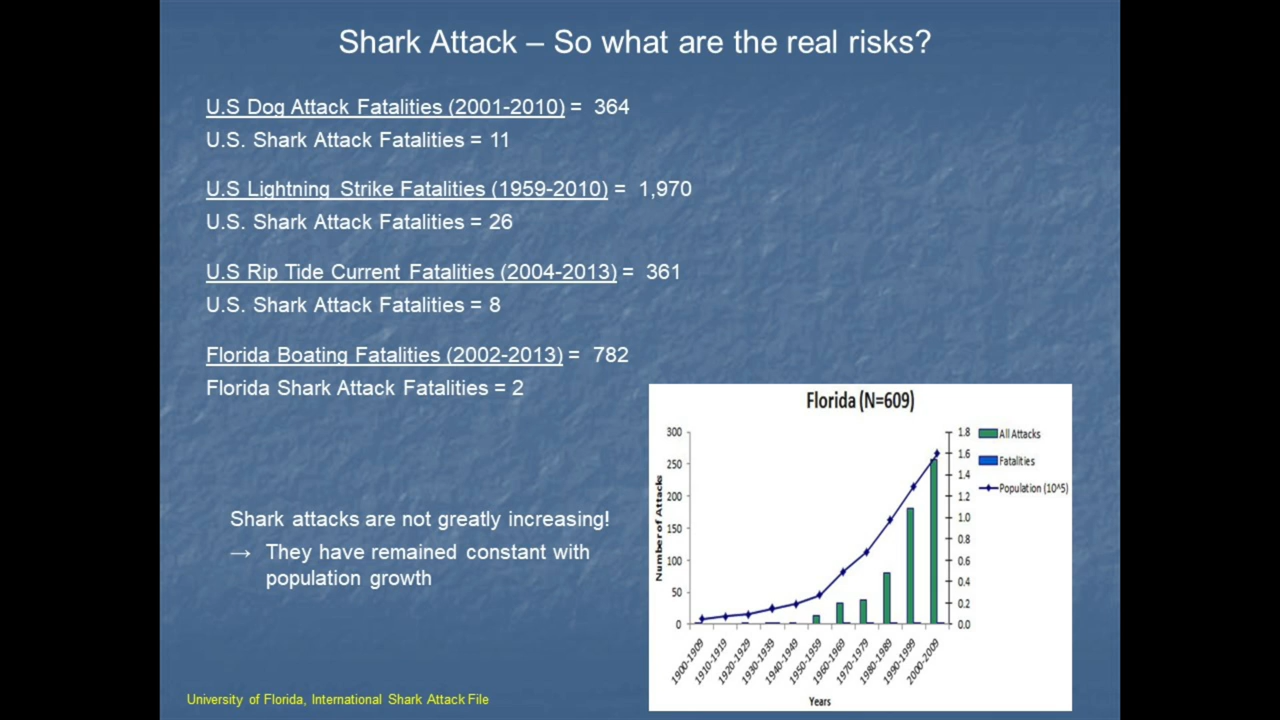 Shark Attack – So what are the real risks?
U.S Dog Attack Fatalities (2001-2010) = 364
U.S. Shark Attack Fatalities = 11
U.S Lightning Strike Fatalities (1959-2010) = 1,970
U.S. Shark Attack Fatalities = 26
U.S Rip Tide Current Fatalities (2004-2013) = 361
U.S. Shark Attack Fatalities = 8
Florida Boating Fatalities (2002-2013) = 782
Florida Shark Attack Fatalities = 2
Shark attacks are not greatly increasing!
→ They have remained constant with
population growth
University of Florida, International Shark Attack File
Florida (N=609)
Number of Attacks
300
250
200
150
100
50
0
1.8
1.6
1.4
1.2
1.0
0.8
0.6
0.4
0.2
0.0
All Attacks
Fatalities
Population (10^5)
1900-1909
1910-1919
1920-1929
1930-1939
1940-1949
1950-1959
1960-1969
1970-1979
1980-1989
1990-1999
2000-2009
Years